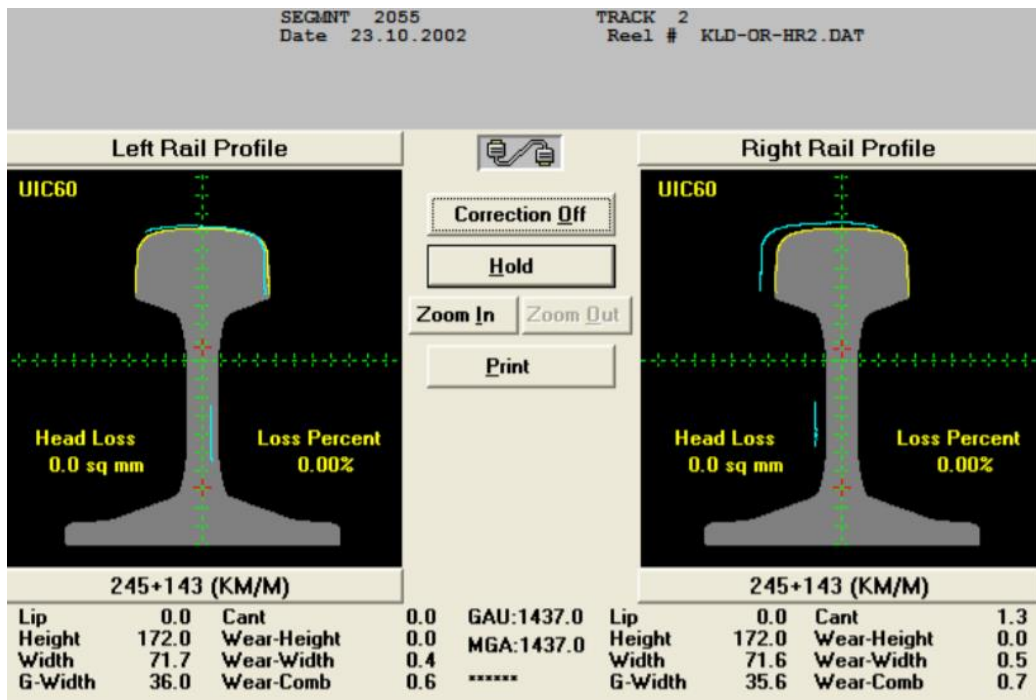 SEGMNT 2055 TRACK 2
Date 23.10.2002 Reel # KLD-OR-HR2.DAT
Left Rail Profile
UIC60
Head Loss
0.0 sq mm
Loss Percent
0.00%
245+143 (KM/M)
Lip 0.0 Cant 0.0
Height 172.0 Wear-Height 0.0
Width 71.7 Wear-Width 0.4
G-Width 36.0 Wear-Comb 0.6
Correction Off
Hold
Zoom In Zoom Out
Print
GAU:1437.0
MGA:1437.0
******
Right Rail Profile
UIC60
Head Loss
0.0 sq mm
Loss Percent
0.00%
245+143 (KM/M)
Lip 0.0 Cant 1.3
Height 172.0 Wear-Height 0.0
Width 71.6 Wear-Width 0.5
G-Width 35.6 Wear-Comb 0.7